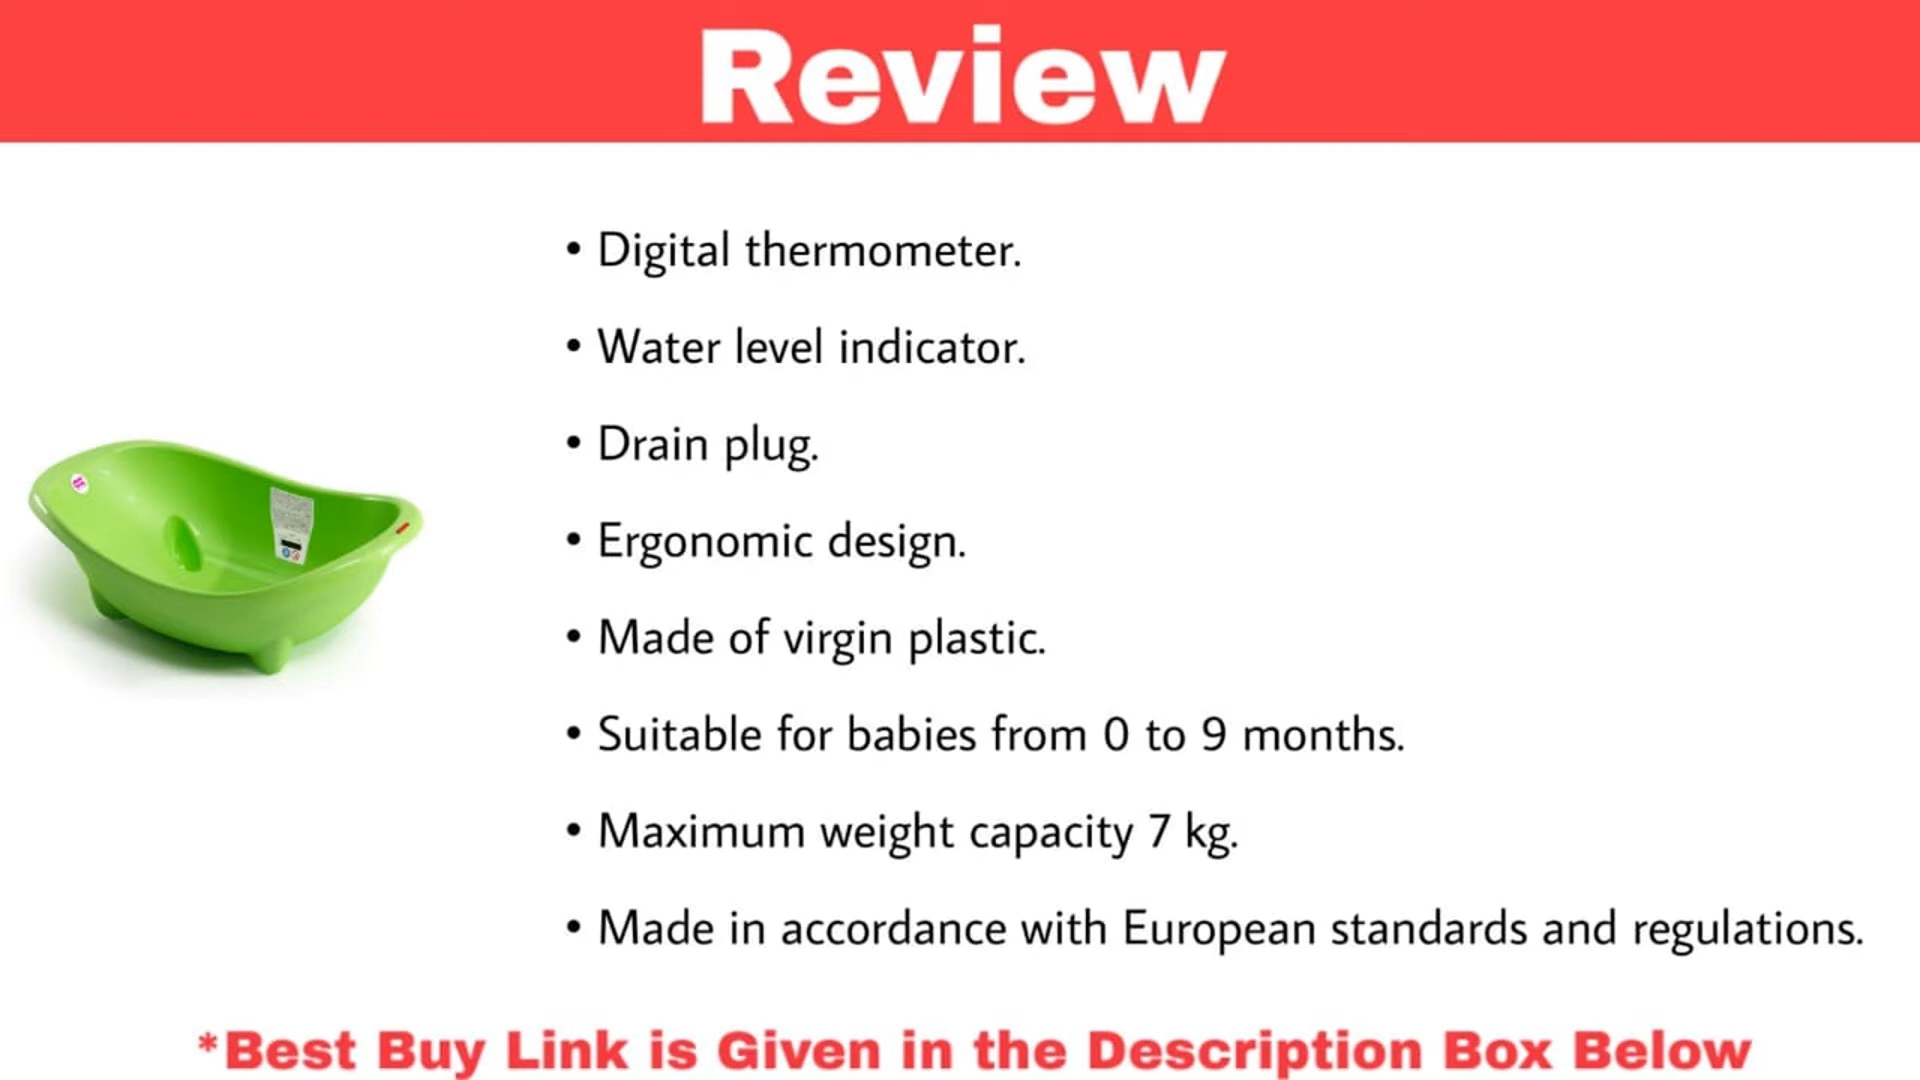 Review
• Digital thermometer.
• Water level indicator.
• Drain plug.
• Ergonomic design.
• Made of virgin plastic.
• Suitable for babies from 0 to 9 months.
• Maximum weight capacity 7 kg.
• Made in accordance with European standards and regulations.
*Best Buy Link is Given in the Description Box Below